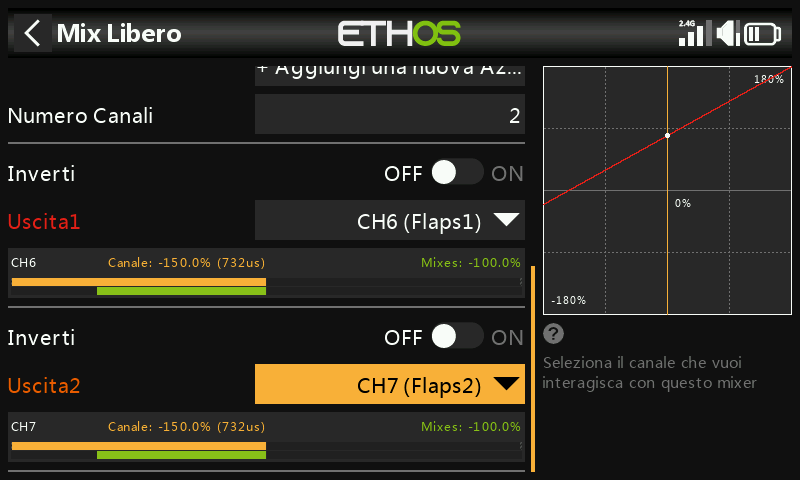 Mix Libero
ETHOS
2.4G
+ Aggiungi una nuova Az...
Numero Canali
2
Inverti
OFF
ON
Uscita1
CH6 (Flaps1)
CH6
Canale: -150.0% (732us)
Mixes: -100.0%
Inverti
OFF
ON
Uscita2
CH7 (Flaps2)
CH7
Canale: -150.0% (732us)
Mixes: -100.0%
180%
0%
-180%
?
Seleziona il canale che vuoi
interagisca con questo mixer